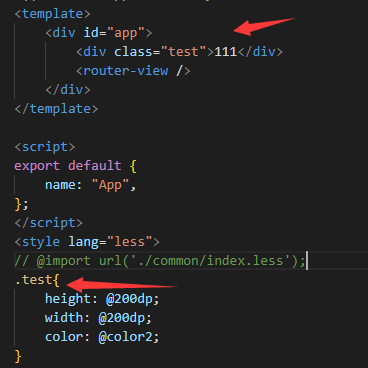 <template>
<div id="app">
<div class="test">111</div>
<router-view />
</div>
</template>
<script>
export default {
name: "App",
};
</script>
<style lang="less">
// @import url('./common/index.less');
.test{
height: @200dp;
width: @200dp;
color: @color2;
}